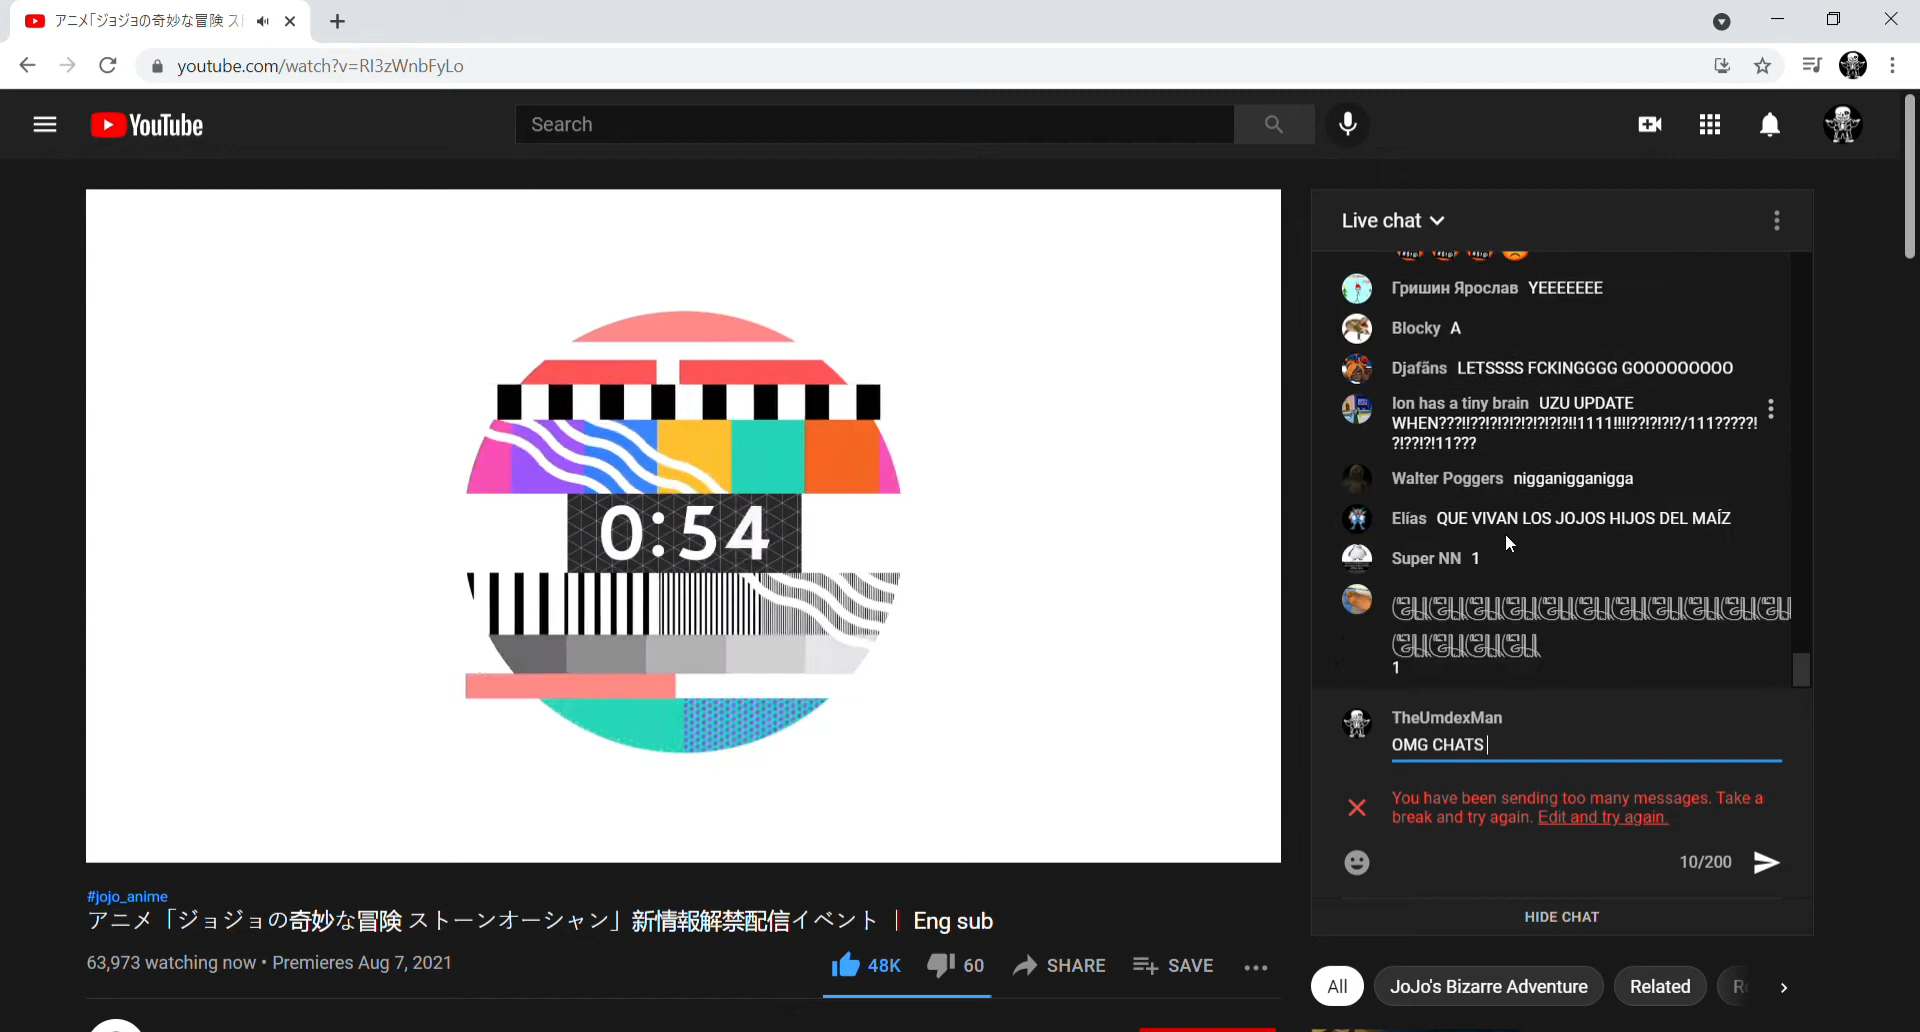 アニメ「ジョジョの奇妙な冒険 ス
youtube.com/watch?v=RI3zWnbFyLo
YouTube
Search
Live chat
Гришин Ярослав YEEEEEEE
Blocky A
Djafãns LETSSSS FCKINGGGG GOOOOOOOOO
Ion has a tiny brain UZU UPDATE
WHEN???!!??!?!?!?!?!?!?!?!!1111!!!!??!?!?!?/111?????!
?!??!?!11???
Walter Poggers nigganigganigga
Elías QUE VIVAN LOS JOJOS HIJOS DEL MAÍZ
Super NN 1
1
0:54
TheUmdexMan
OMG CHATS
You have been sending too many messages. Take a
break and try again. Edit and try again.
10/200
HIDE CHAT
#jojo_anime
アニメ「ジョジョの奇妙な冒険 ストーンオーシャン」新情報解禁配信イベント | Eng sub
63,973 watching now • Premieres Aug 7, 2021
48K
60
SHARE
SAVE
All
JoJo's Bizarre Adventure
Related